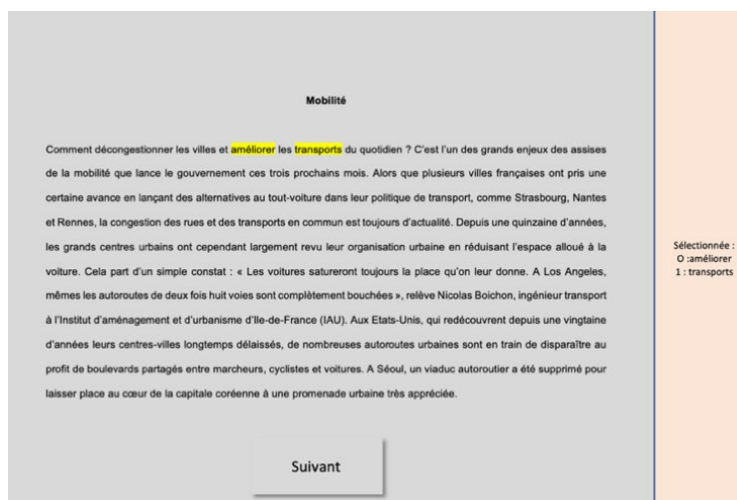 Mobilité
Comment décongestionner les villes et améliorer les transports du quotidien ? C'est l'un des grands enjeux des assises
de la mobilité que lance le gouvernement ces trois prochains mois. Alors que plusieurs villes françaises ont pris une
certaine avance en lançant des alternatives au tout-voiture dans leur politique de transport, comme Strasbourg, Nantes
et Rennes, la congestion des rues et des transports en commun est toujours d'actualité. Depuis une quinzaine d'années,
les grands centres urbains ont cependant largement revu leur organisation urbaine en réduisant l'espace alloué à la
voiture. Cela part d'un simple constat : « Les voitures satureront toujours la place qu'on leur donne. A Los Angeles,
mêmes les autoroutes de deux fois huit voies sont complètement bouchées », relève Nicolas Boichon, ingénieur transport
à l'Institut d'aménagement et d'urbanisme d'Ile-de-France (IAU). Aux Etats-Unis, qui redécouvrent depuis une vingtaine
d'années leurs centres-villes longtemps délaissés, de nombreuses autoroutes urbaines sont en train de disparaître au
profit de boulevards partagés entre marcheurs, cyclistes et voitures. A Séoul, un viaduc autoroutier a été supprimé pour
laisser place au cœur de la capitale coréenne à une promenade urbaine très appréciée.
Suivant
Sélectionnée :
O :améliorer
1 : transports